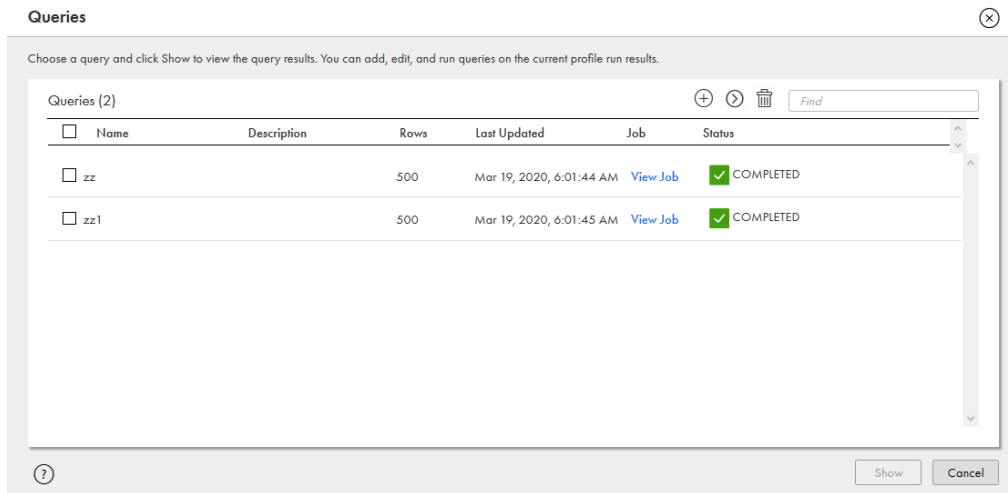 Queries
Choose a query and click Show to view the query results. You can add, edit, and run queries on the current profile run results.
Queries (2)
Find
Name Description Rows Last Updated Job Status
zz 500 Mar 19, 2020, 6:01:44 AM View Job COMPLETED
zz1 500 Mar 19, 2020, 6:01:45 AM View Job COMPLETED
? Show Cancel